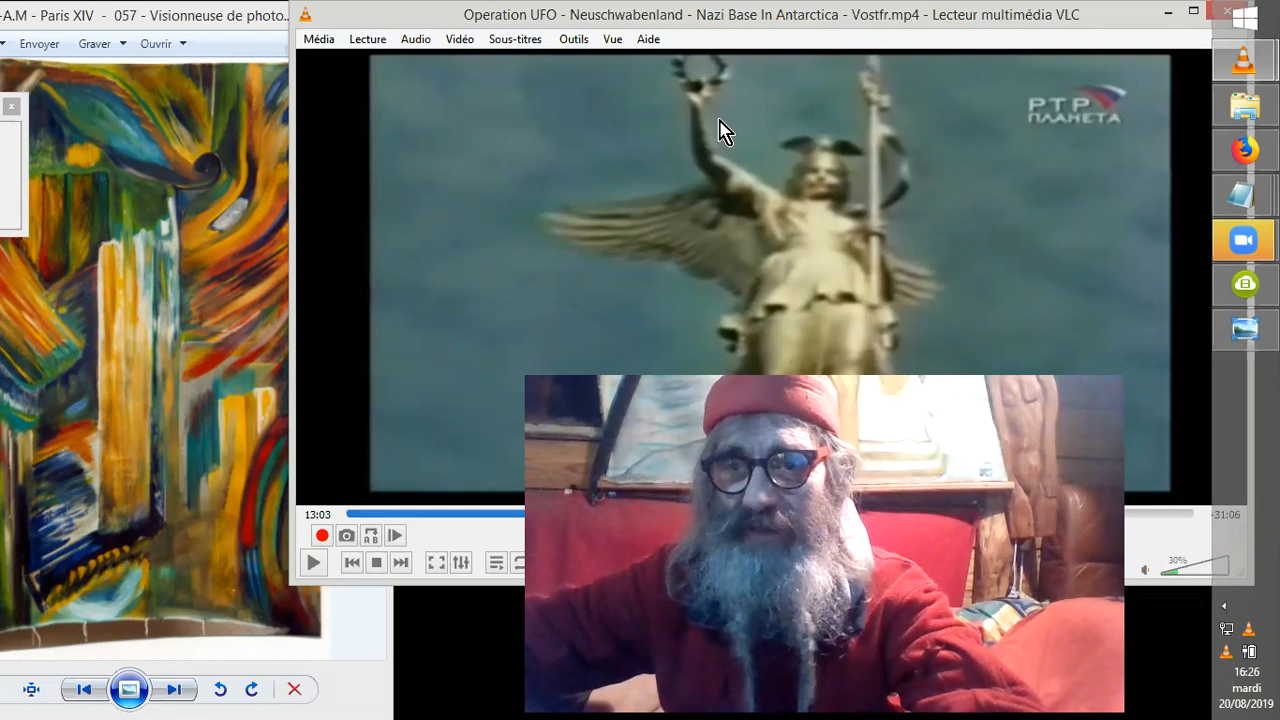 .A.M - Paris XIV - 057 - Visionneuse de photo...
Envoyer Graver Ouvrir
x
Operation UFO - Neuschwabenland - Nazi Base In Antarctica - Vostfr.mp4 - Lecteur multimédia VLC
Média Lecture Audio Vidéo Sous-titres Outils Vue Aide
РТР
ПЛАНЕТА
13:03
-31:06
A B
30%
16:26
mardi
20/08/2019